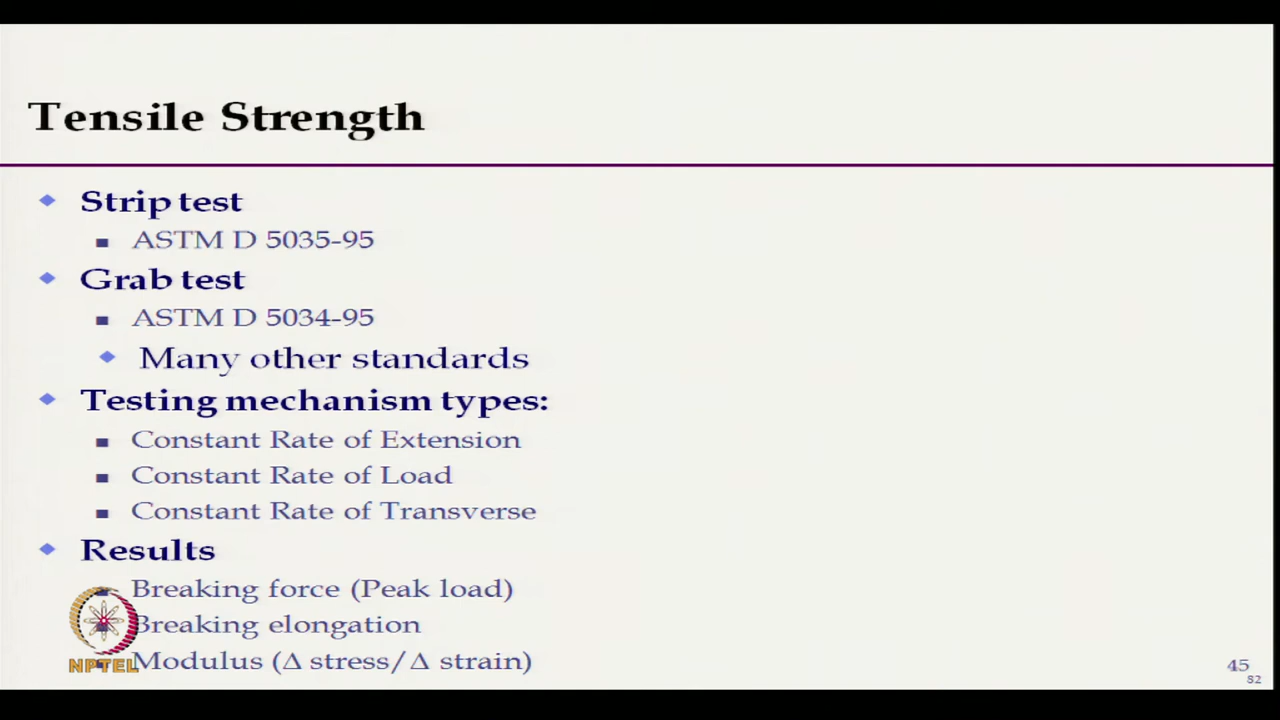 Tensile Strength
Strip test
ASTM D 5035-95
Grab test
ASTM D 5034-95
Many other standards
Testing mechanism types:
Constant Rate of Extension
Constant Rate of Load
Constant Rate of Transverse
Results
Breaking force (Peak load)
Breaking elongation
Modulus (Δ stress/Δ strain)
NPTEL
45
82